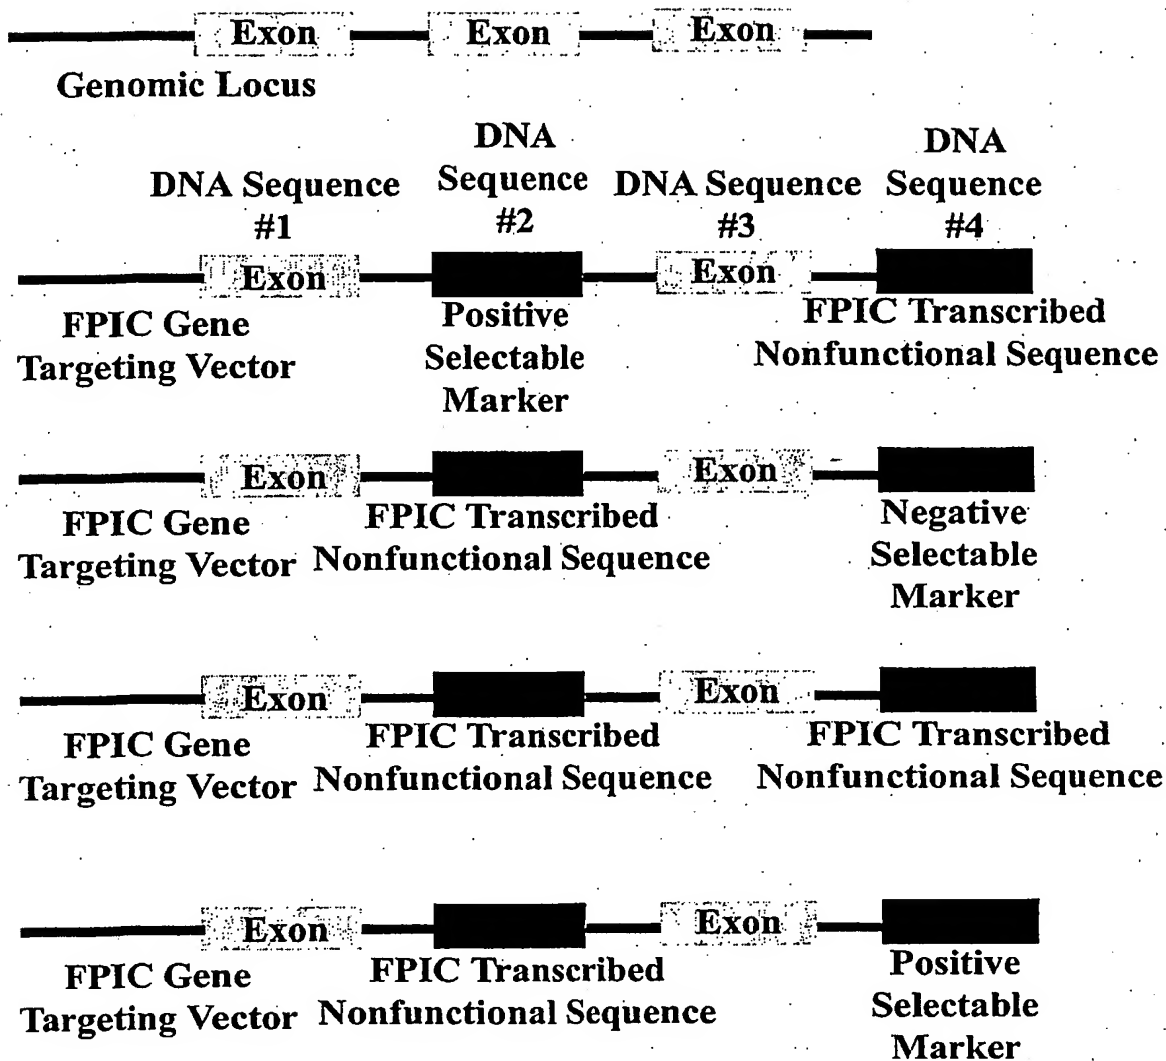 Exon Exon Exon
Genomic Locus
DNA DNA
DNA Sequence Sequence DNA Sequence Sequence
#1 #2 #3 #4
Exon Exon
FPIC Gene Positive FPIC Transcribed
Targeting Vector Selectable Nonfunctional Sequence
Marker
Exon Exon
FPIC Gene FPIC Transcribed Negative
Targeting Vector Nonfunctional Sequence Selectable
Marker
Exon Exon
FPIC Gene FPIC Transcribed FPIC Transcribed
Targeting Vector Nonfunctional Sequence Nonfunctional Sequence
Exon Exon
FPIC Gene FPIC Transcribed Positive
Targeting Vector Nonfunctional Sequence Selectable
Marker